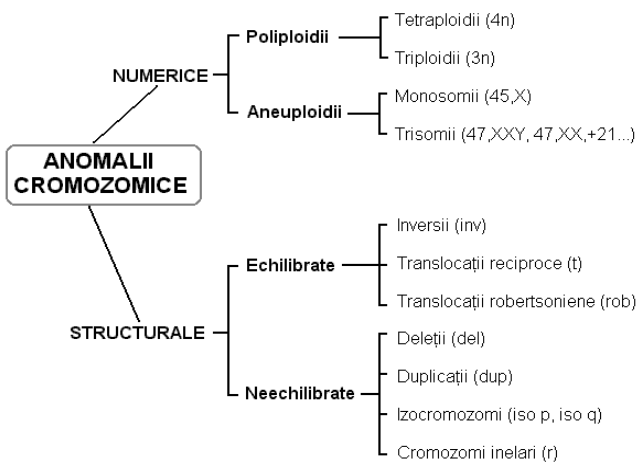 ANOMALII
CROMOZOMICE
NUMERICE
Poliploidii
Tetraploidii (4n)
Triploidii (3n)
Aneuploidii
Monosomii (45,X)
Trisomii (47,XXY, 47,XX,+21...)
STRUCTURALE
Echilibrate
Inversii (inv)
Translocații reciproce (t)
Translocații robertsoniene (rob)
Neechilibrate
Deleții (del)
Duplicații (dup)
Izocromozomi (iso p, iso q)
Cromozomi inelari (r)